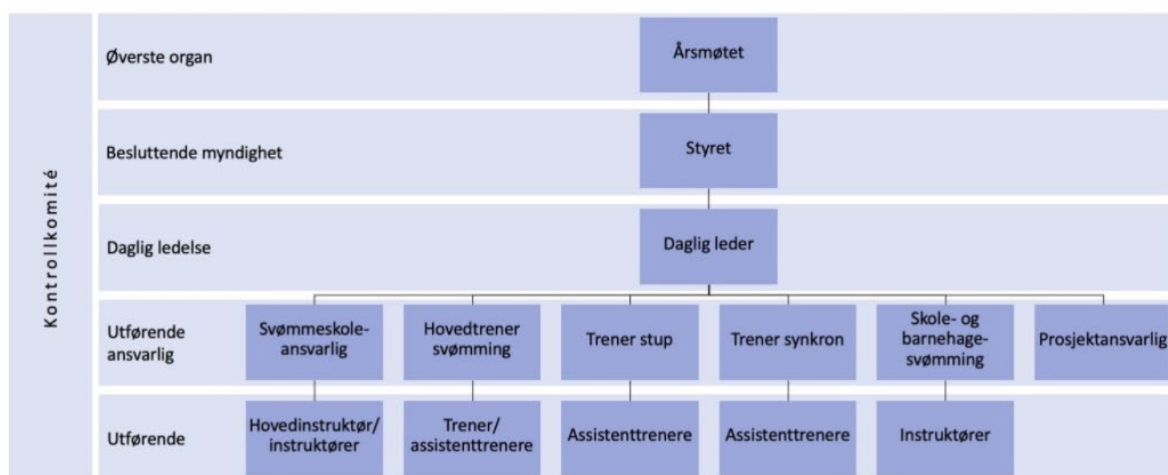 Kontrollkomité
Øverste organ
Årsmøtet
Besluttende myndighet
Styret
Daglig ledelse
Daglig leder
Utførende
ansvarlig
Svømmeskole-
ansvarlig
Hovedtrener
svømming
Trener stup
Trener synkron
Skole- og
barnehage-
svømming
Prosjektansvarlig
Utførende
Hovedinstruktør/
instruktører
Trener/
assistenttrenere
Assistenttrenere
Assistenttrenere
Instruktører